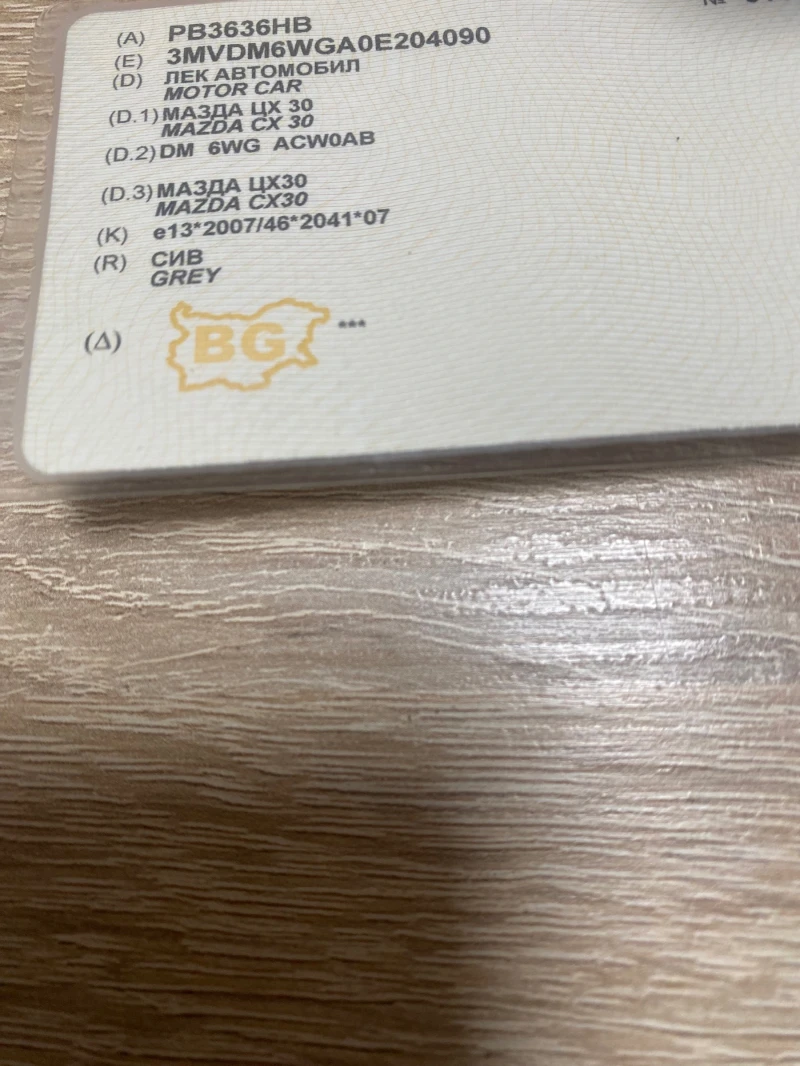 (A) PB3636HB
(E) 3MVDM6WGA0E204090
(D) ЛЕК АВТОМОБИЛ
MOTOR CAR
(D.1) МАЗДА ЦХ 30
MAZDA CX 30
(D.2) DM 6WG ACW0AB
(D.3) МАЗДА ЦХ30
MAZDA CX30
(K) e13*2007/46*2041*07
(R) СИВ
GREY
(Δ) BG ***